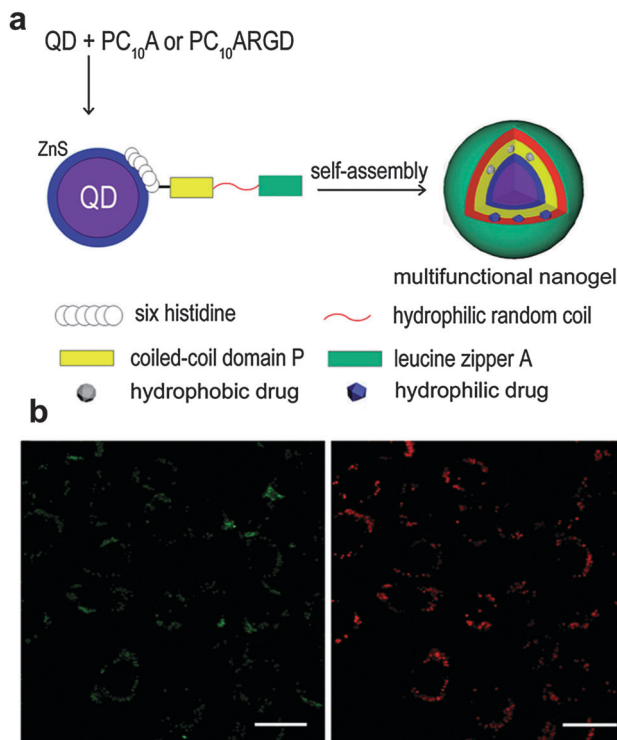 a
QD + PC₁₀A or PC₁₀ARGD
ZnS
QD
self-assembly
multifunctional nanogel
six histidine
hydrophilic random coil
coiled-coil domain P
leucine zipper A
hydrophobic drug
hydrophilic drug
b